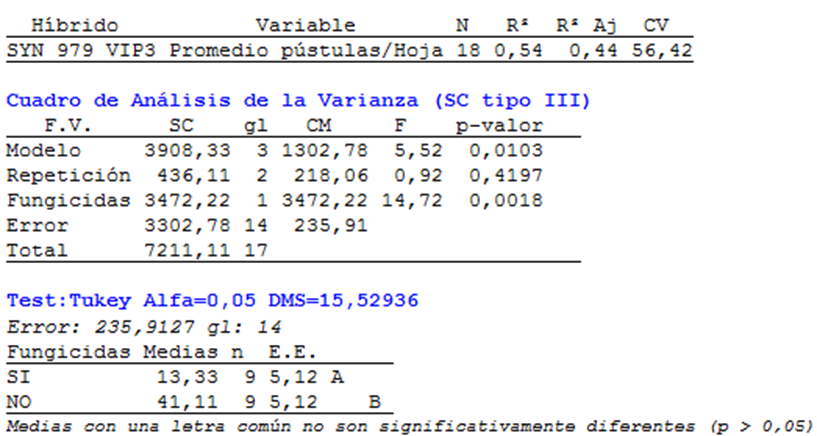 Híbrido Variable N R² R² Aj CV
SYN 979 VIP3 Promedio pústulas/Hoja 18 0,54 0,44 56,42
Cuadro de Análisis de la Varianza (SC tipo III)
F.V. SC gl CM F p-valor
Modelo 3908,33 3 1302,78 5,52 0,0103
Repetición 436,11 2 218,06 0,92 0,4197
Fungicidas 3472,22 1 3472,22 14,72 0,0018
Error 3302,78 14 235,91
Total 7211,11 17
Test:Tukey Alfa=0,05 DMS=15,52936
Error: 235,9127 gl: 14
Fungicidas Medias n E.E.
SI 13,33 9 5,12 A
NO 41,11 9 5,12 B
Medias con una letra común no son significativamente diferentes (p > 0,05)